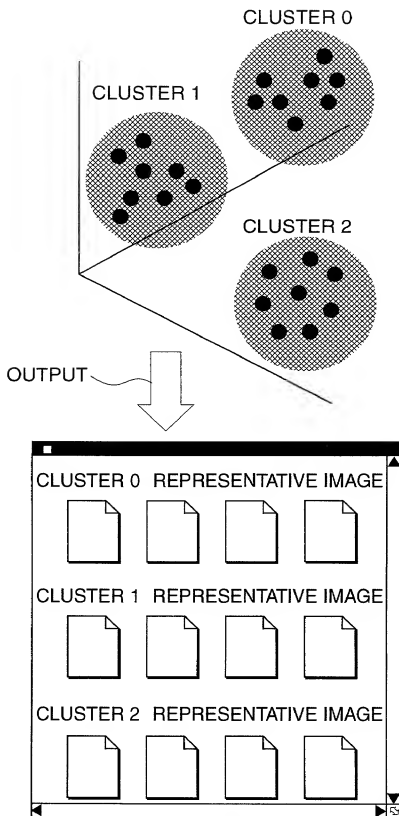 CLUSTER 0
CLUSTER 1
CLUSTER 2
OUTPUT
CLUSTER 0 REPRESENTATIVE IMAGE
CLUSTER 1 REPRESENTATIVE IMAGE
CLUSTER 2 REPRESENTATIVE IMAGE